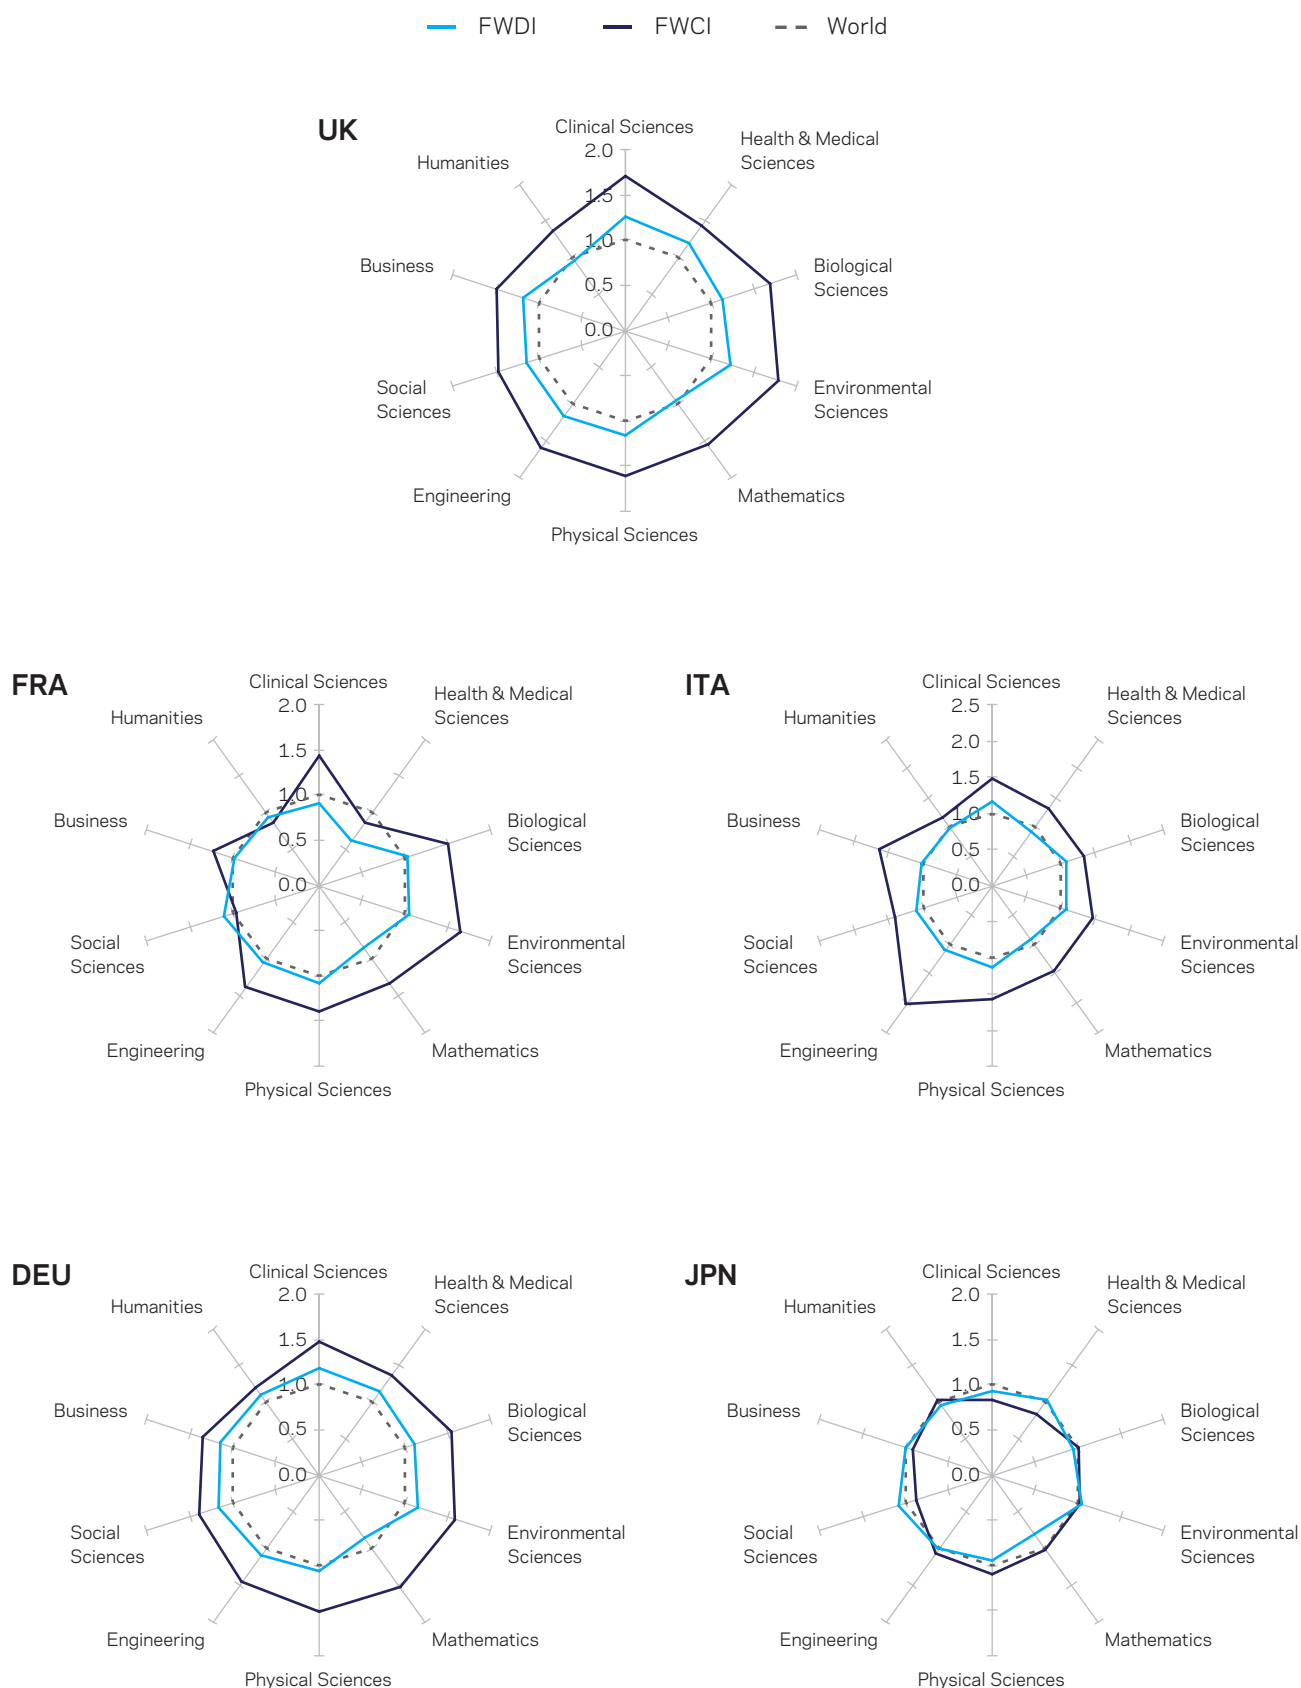 FWDI FWCI World
UK
Clinical Sciences
Health & Medical
Sciences
Biological
Sciences
Environmental
Sciences
Mathematics
Physical Sciences
Engineering
Social
Sciences
Business
Humanities
2.0
1.5
1.0
0.5
0.0
FRA
Clinical Sciences
Health & Medical
Sciences
Biological
Sciences
Environmental
Sciences
Mathematics
Physical Sciences
Engineering
Social
Sciences
Business
Humanities
2.0
1.5
1.0
0.5
0.0
ITA
Clinical Sciences
Health & Medical
Sciences
Biological
Sciences
Environmental
Sciences
Mathematics
Physical Sciences
Engineering
Social
Sciences
Business
Humanities
2.5
2.0
1.5
1.0
0.5
0.0
DEU
Clinical Sciences
Health & Medical
Sciences
Biological
Sciences
Environmental
Sciences
Mathematics
Physical Sciences
Engineering
Social
Sciences
Business
Humanities
2.0
1.5
1.0
0.5
0.0
JPN
Clinical Sciences
Health & Medical
Sciences
Biological
Sciences
Environmental
Sciences
Mathematics
Physical Sciences
Engineering
Social
Sciences
Business
Humanities
2.0
1.5
1.0
0.5
0.0